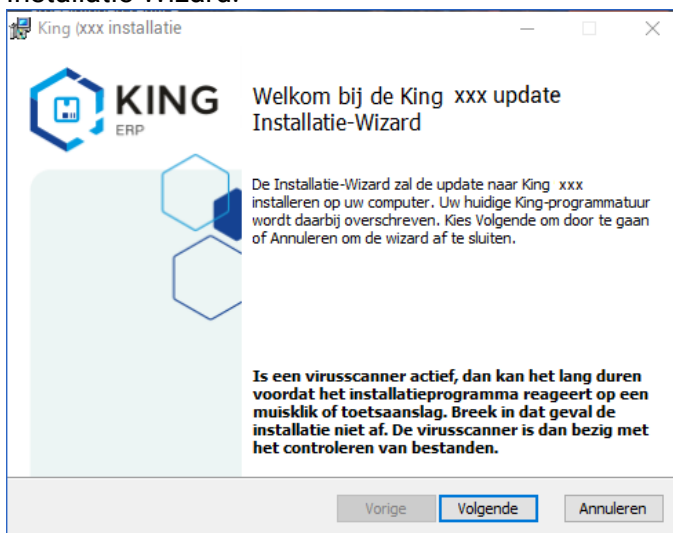 Installatie-Wizard.
King (xxx installatie
KING
ERP
Welkom bij de King xxx update
Installatie-Wizard
De Installatie-Wizard zal de update naar King xxx
installeren op uw computer. Uw huidige King-programmatuur
wordt daarbij overschreven. Kies Volgende om door te gaan
of Annuleren om de wizard af te sluiten.
Is een virusscanner actief, dan kan het lang duren
voordat het installatieprogramma reageert op een
muisklik of toetsaanslag. Breek in dat geval de
installatie niet af. De virusscanner is dan bezig met
het controleren van bestanden.
Vorige
Volgende
Annuleren